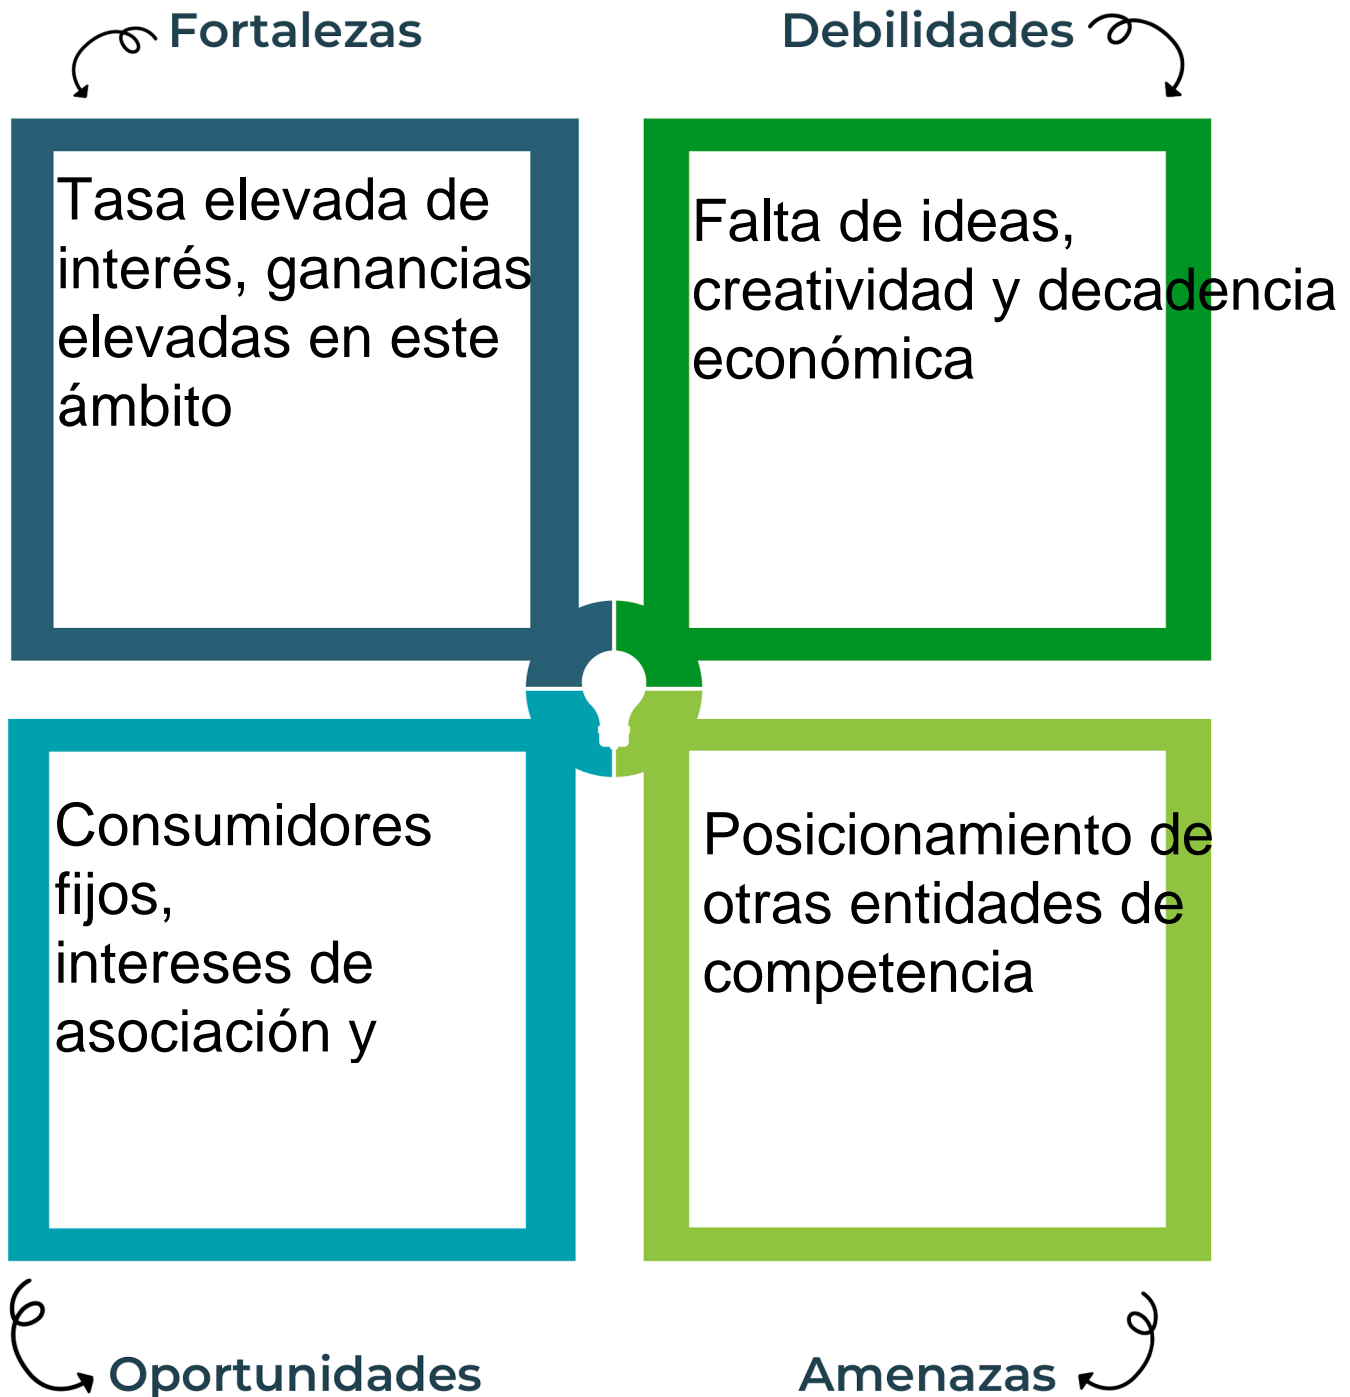 Fortalezas
Tasa elevada de
interés, ganancias
elevadas en este
ámbito
Debilidades
Falta de ideas,
creatividad y decadencia
económica
Consumidores
fijos,
intereses de
asociación y
Oportunidades
Posicionamiento de
otras entidades de
competencia
Amenazas